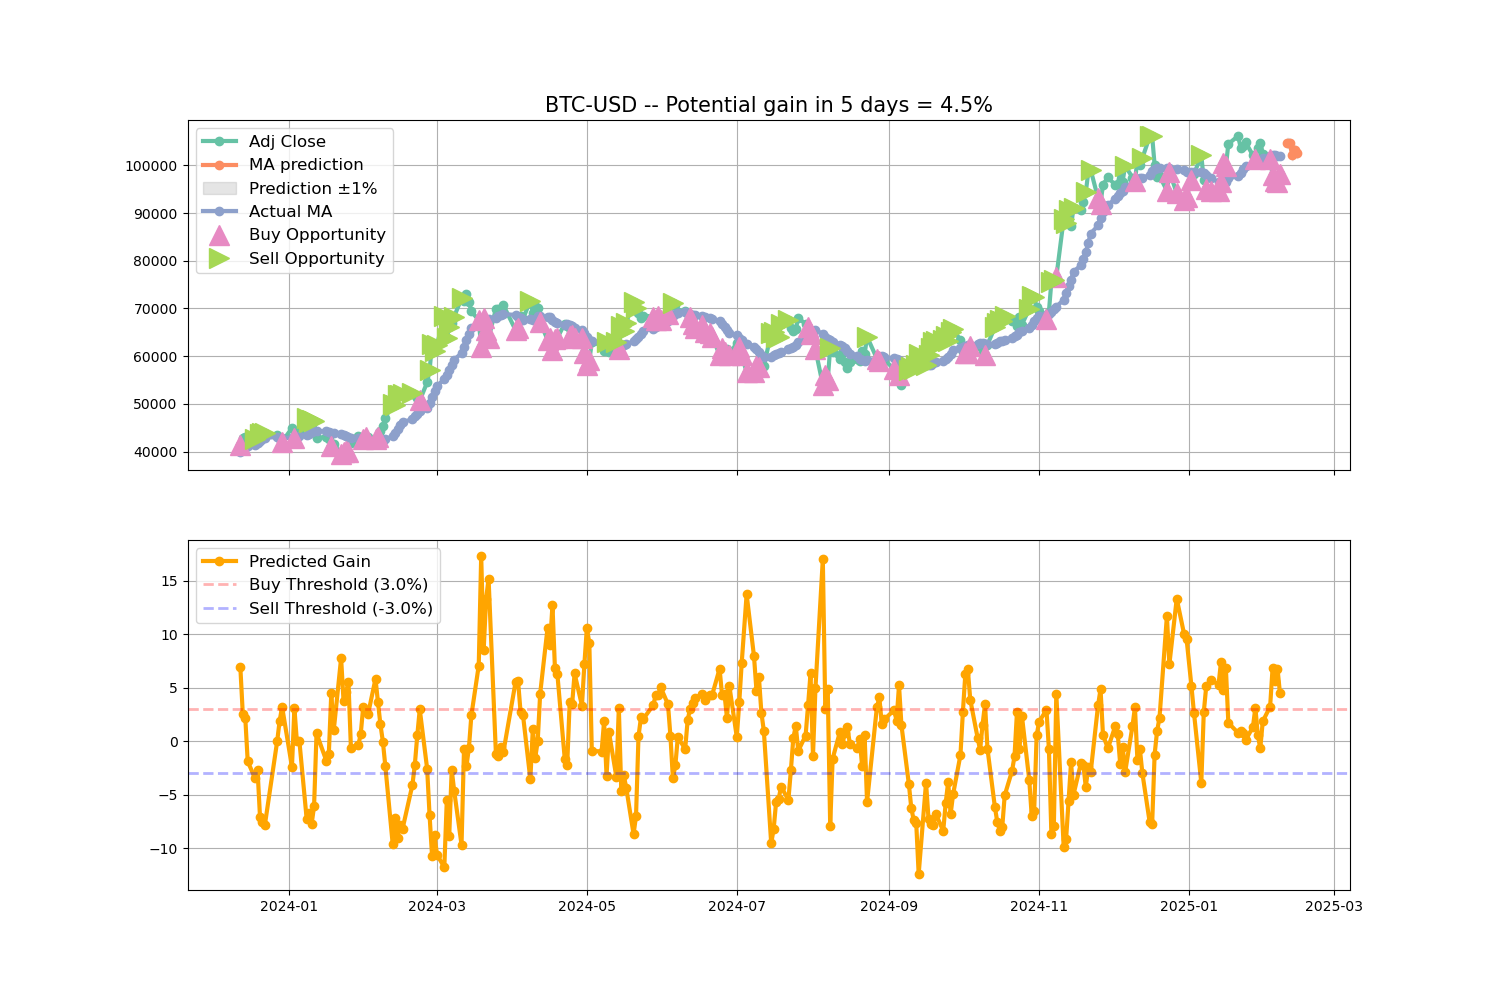 BTC-USD -- Potential gain in 5 days = 4.5%
Adj Close
MA prediction
Prediction ±1%
Actual MA
Buy Opportunity
Sell Opportunity
100000
90000
80000
70000
60000
50000
40000
Predicted Gain
Buy Threshold (3.0%)
Sell Threshold (-3.0%)
15
10
5
0
−5
−10
2024-01 2024-03 2024-05 2024-07 2024-09 2024-11 2025-01 2025-03